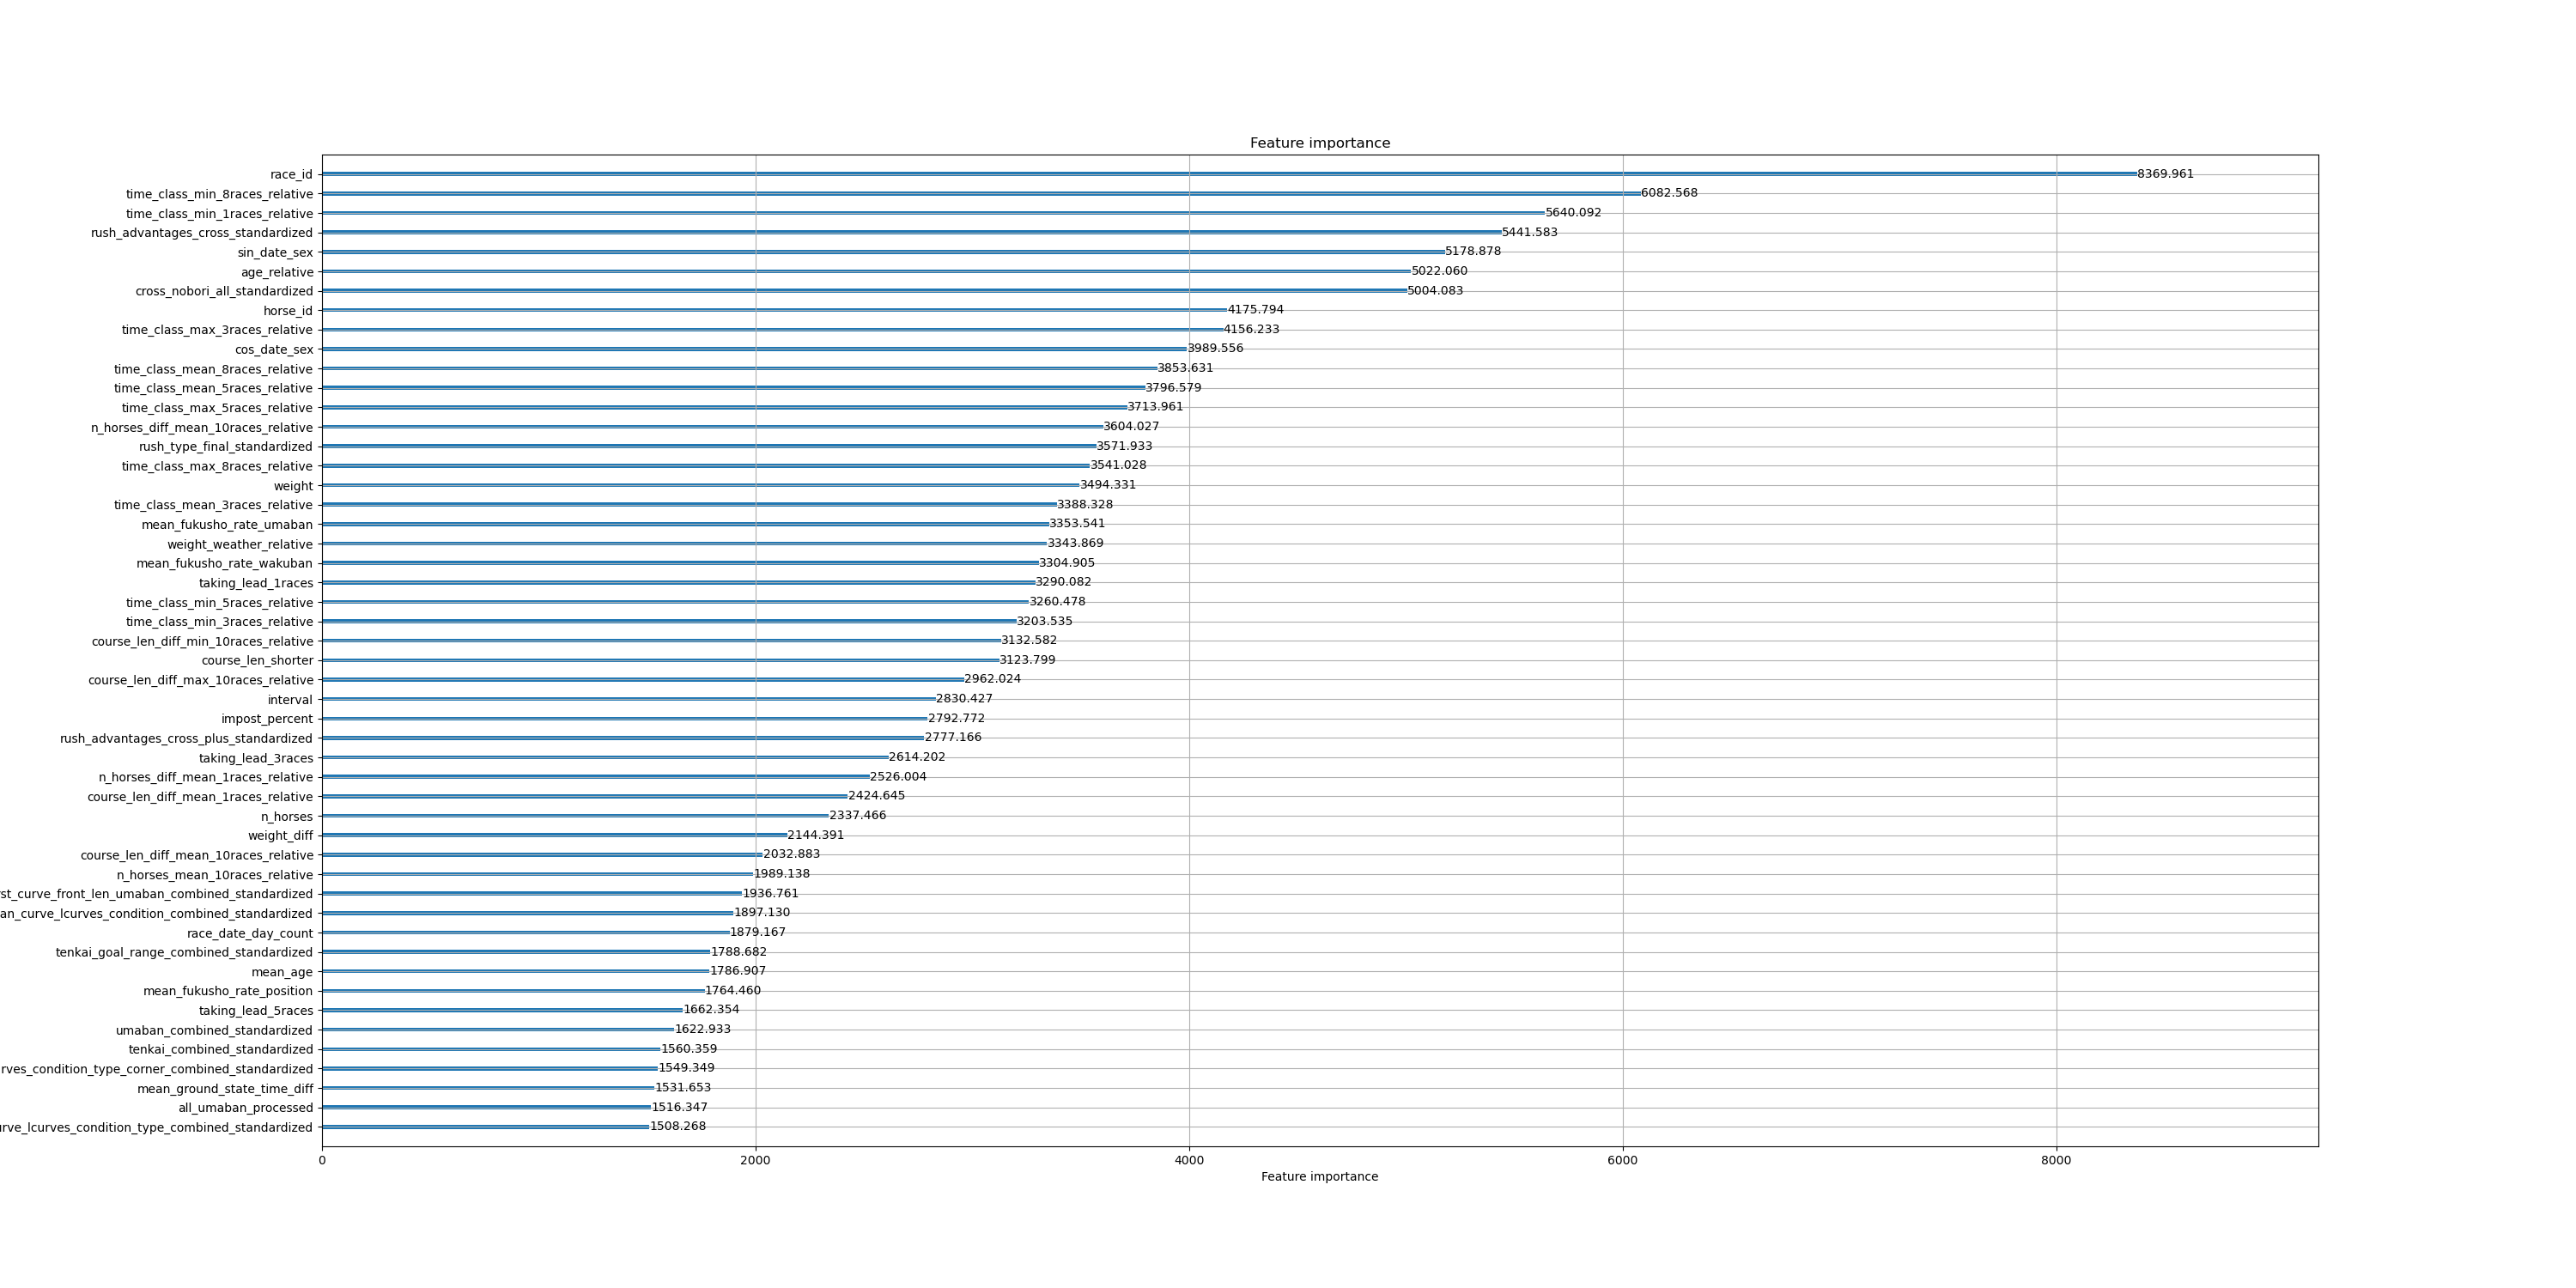 Feature importance
race_id 8369.961
time_class_min_8races_relative 6082.568
time_class_min_1races_relative 5640.092
rush_advantages_cross_standardized 5441.583
sin_date_sex 5178.878
age_relative 5022.060
cross_nobori_all_standardized 5004.083
horse_id 4175.794
time_class_max_3races_relative 4156.233
cos_date_sex 3989.556
time_class_mean_8races_relative 3853.631
time_class_mean_5races_relative 3796.579
time_class_max_5races_relative 3713.961
n_horses_diff_mean_10races_relative 3604.027
rush_type_final_standardized 3571.933
time_class_max_8races_relative 3541.028
weight 3494.331
time_class_mean_3races_relative 3388.328
mean_fukusho_rate_umaban 3353.541
weight_weather_relative 3343.869
mean_fukusho_rate_wakuban 3304.905
taking_lead_1races 3290.082
time_class_min_5races_relative 3260.478
time_class_min_3races_relative 3203.535
course_len_diff_min_10races_relative 3132.582
course_len_shorter 3123.799
course_len_diff_max_10races_relative 2962.024
interval 2830.427
impost_percent 2792.772
rush_advantages_cross_plus_standardized 2777.166
taking_lead_3races 2614.202
n_horses_diff_mean_1races_relative 2526.004
course_len_diff_mean_1races_relative 2424.645
n_horses 2337.466
weight_diff 2144.391
course_len_diff_mean_10races_relative 2032.883
n_horses_mean_10races_relative 1989.138
st_curve_front_len_umaban_combined_standardized 1936.761
an_curve_lcurves_condition_combined_standardized 1897.130
race_date_day_count 1879.167
tenkai_goal_range_combined_standardized 1788.682
mean_age 1786.907
mean_fukusho_rate_position 1764.460
taking_lead_5races 1662.354
umaban_combined_standardized 1622.933
tenkai_combined_standardized 1560.359
rves_condition_type_corner_combined_standardized 1549.349
mean_ground_state_time_diff 1531.653
all_umaban_processed 1516.347
rve_lcurves_condition_type_combined_standardized 1508.268
0 2000 4000 6000 8000
Feature importance